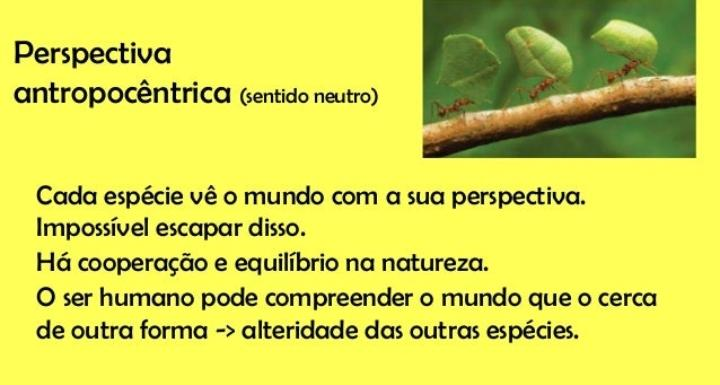 Perspectiva
antropocêntrica (sentido neutro)
Cada espécie vê o mundo com a sua perspectiva.
Impossível escapar disso.
Há cooperação e equilíbrio na natureza.
O ser humano pode compreender o mundo que o cerca
de outra forma -> alteridade das outras espécies.